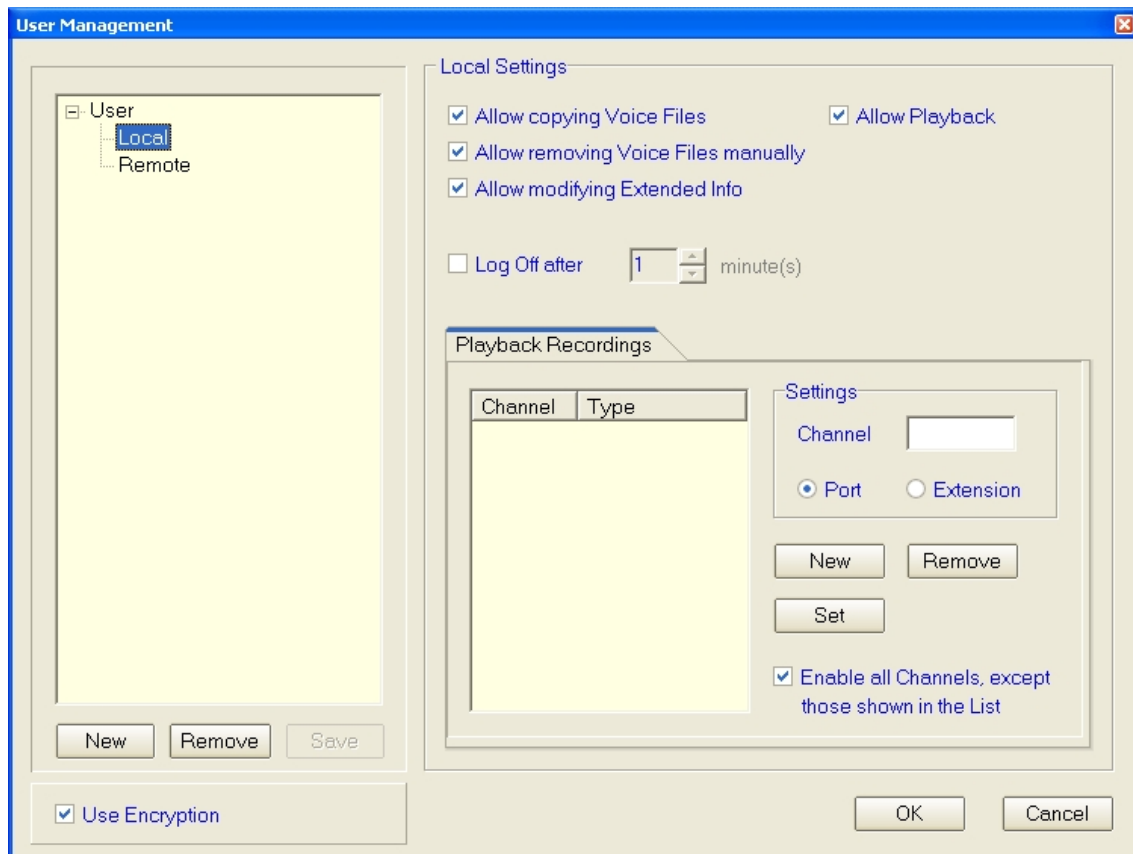 User Management
User
Local
Remote
New Remove Save
Use Encryption
Local Settings
Allow copying Voice Files Allow Playback
Allow removing Voice Files manually
Allow modifying Extended Info
Log Off after 1 minute(s)
Playback Recordings
Channel Type
Settings
Channel
Port Extension
New Remove
Set
Enable all Channels, except
those shown in the List
OK Cancel